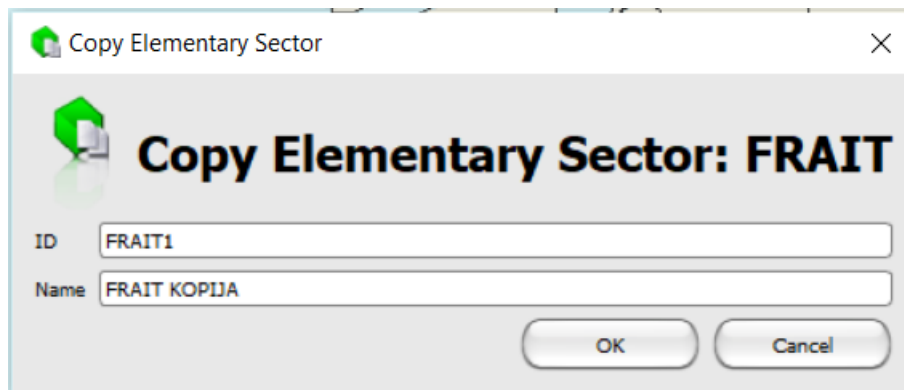 Copy Elementary Sector
Copy Elementary Sector: FRAIT
ID FRAIT1
Name FRAIT KOPIJA
OK Cancel